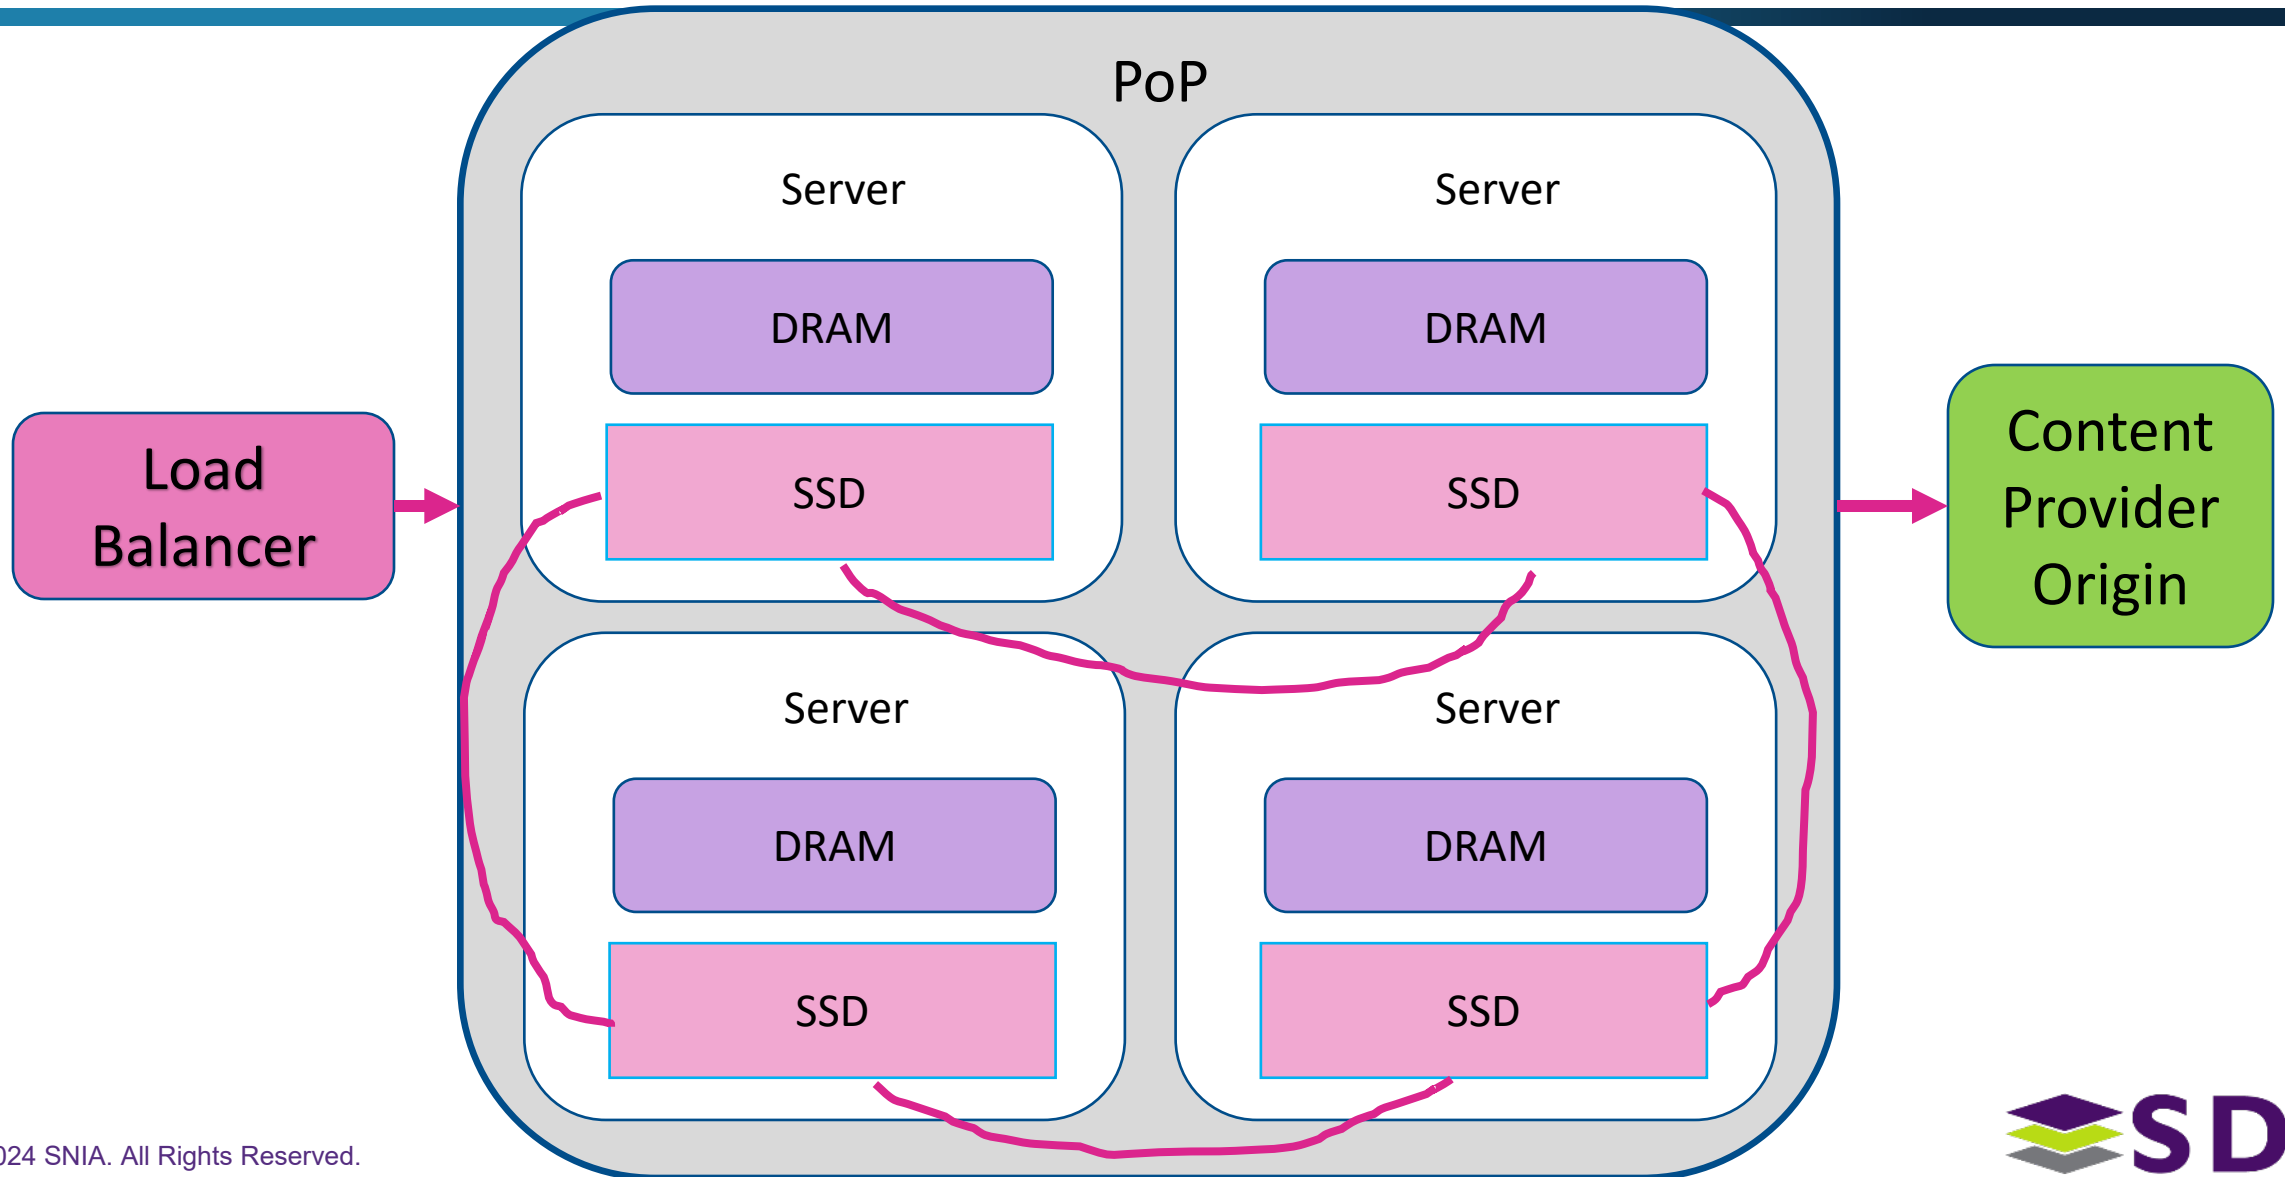 PoP
Server
Server
DRAM
DRAM
SSD
SSD
Load
Balancer
Content
Provider
Origin
Server
Server
DRAM
DRAM
SSD
SSD
024 SNIA. All Rights Reserved.
SD